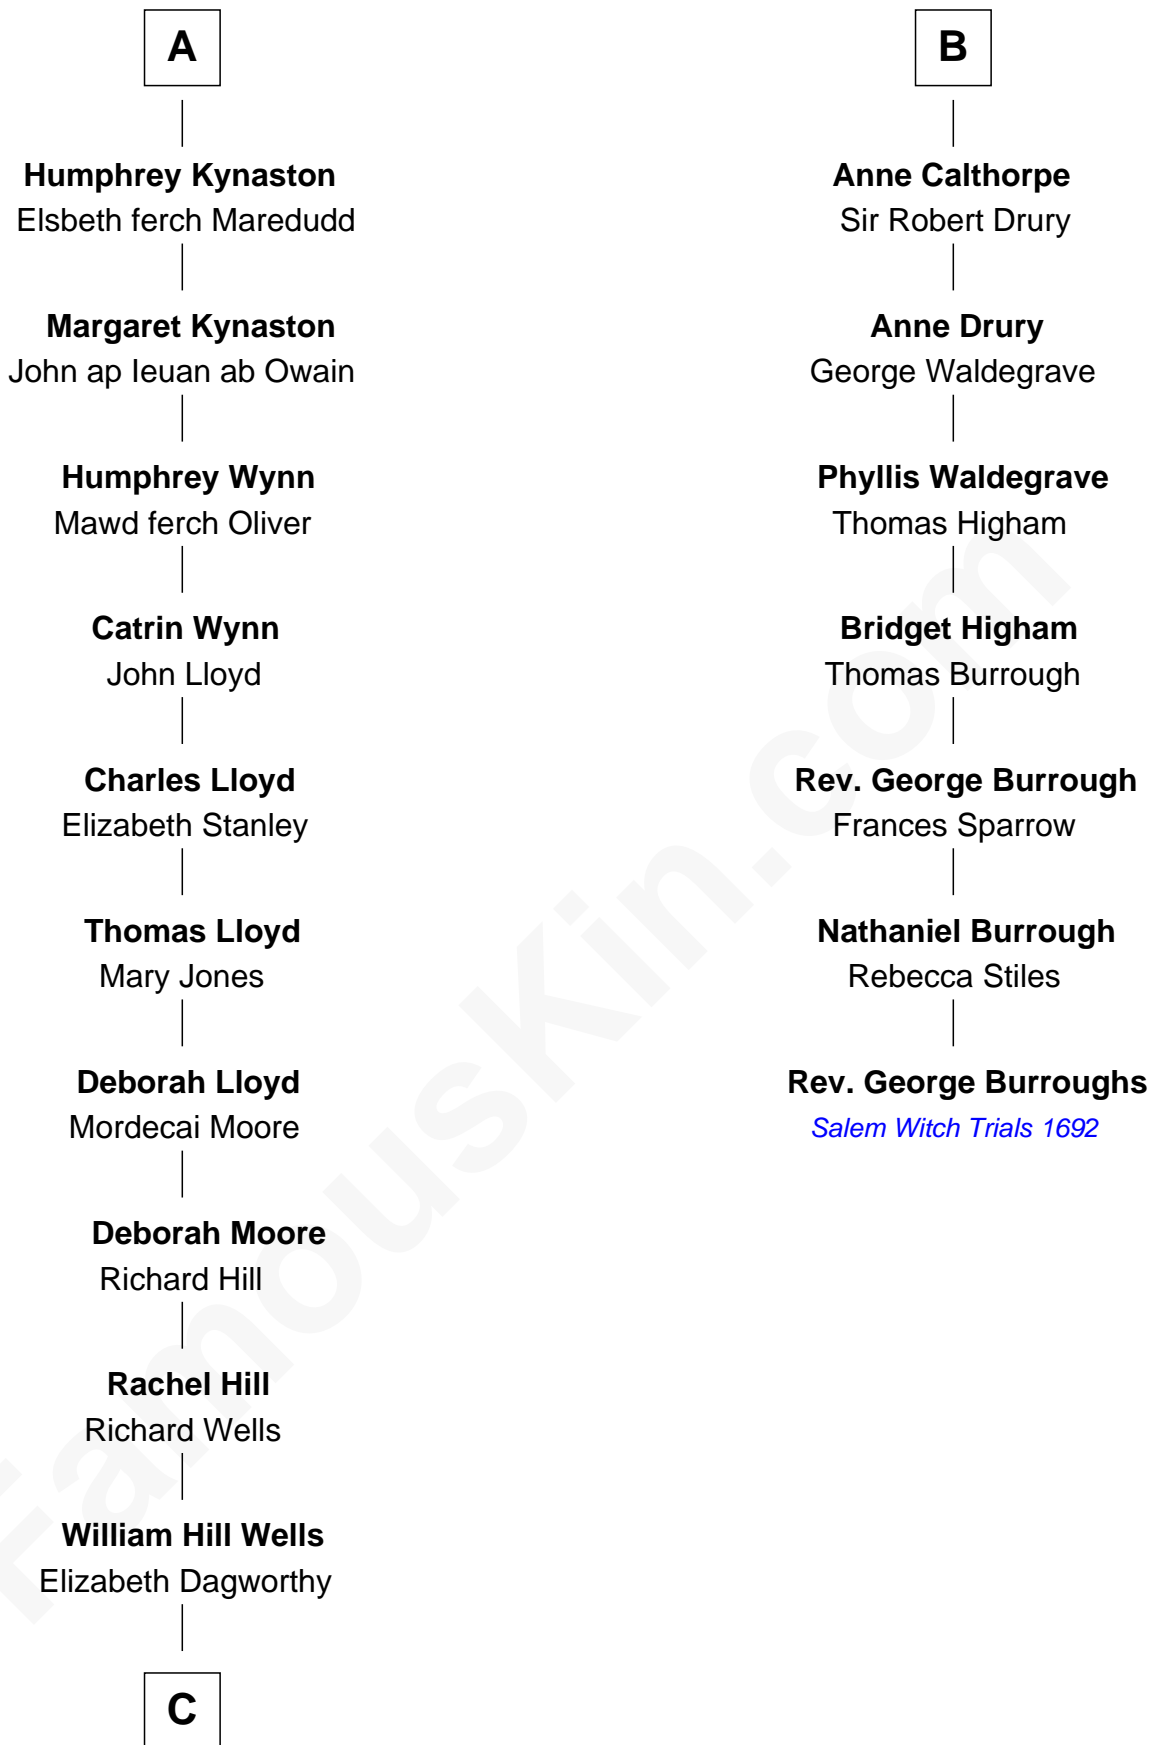 A
Humphrey Kynaston
Elsbeth ferch Maredudd
Margaret Kynaston
John ap Ieuan ab Owain
Humphrey Wynn
Mawd ferch Oliver
Catrin Wynn
John Lloyd
Charles Lloyd
Elizabeth Stanley
Thomas Lloyd
Mary Jones
Deborah Lloyd
Mordecai Moore
Deborah Moore
Richard Hill
Rachel Hill
Richard Wells
William Hill Wells
Elizabeth Dagworthy
C
B
Anne Calthorpe
Sir Robert Drury
Anne Drury
George Waldegrave
Phyllis Waldegrave
Thomas Higham
Bridget Higham
Thomas Burrough
Rev. George Burrough
Frances Sparrow
Nathaniel Burrough
Rebecca Stiles
Rev. George Burroughs
Salem Witch Trials 1692
FamousKin.com